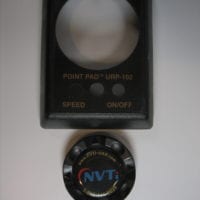 POINT PAD™ URP-102
SPEED ON/OFF
NVT